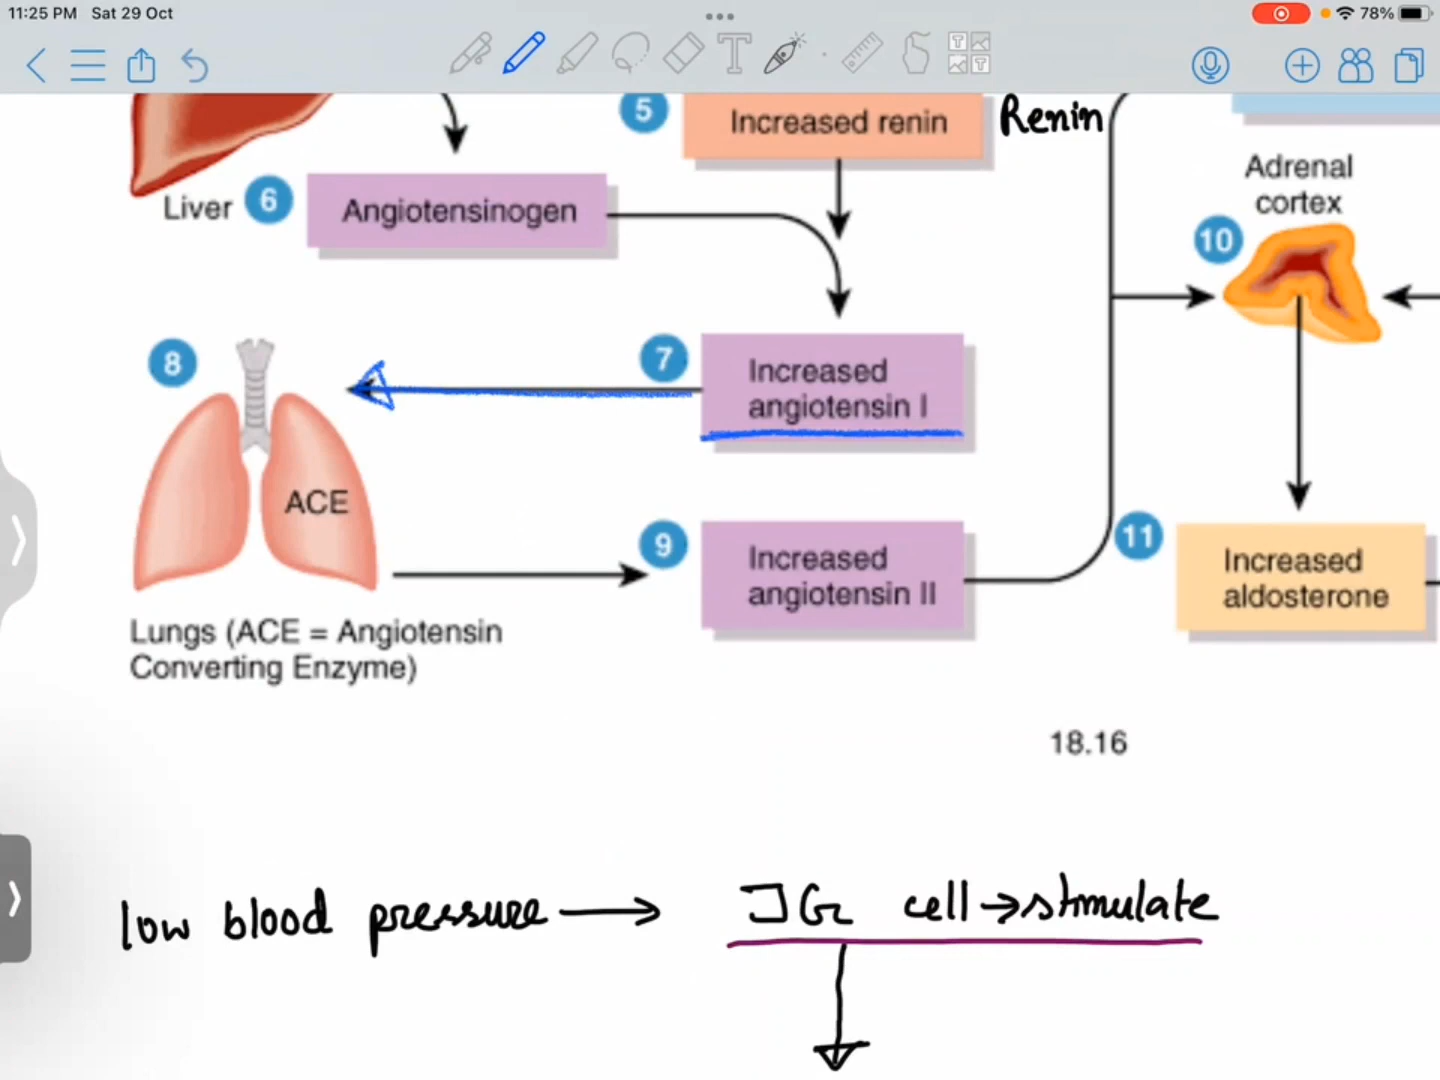 11:25 PM Sat 29 Oct
78%
5
Increased renin
Renin
Adrenal
cortex
Liver
6
Angiotensinogen
10
8
7
Increased
angiotensin I
ACE
9
Increased
angiotensin II
11
Increased
aldosterone
Lungs (ACE = Angiotensin
Converting Enzyme)
18.16
low blood pressure → JG cell → stmulate